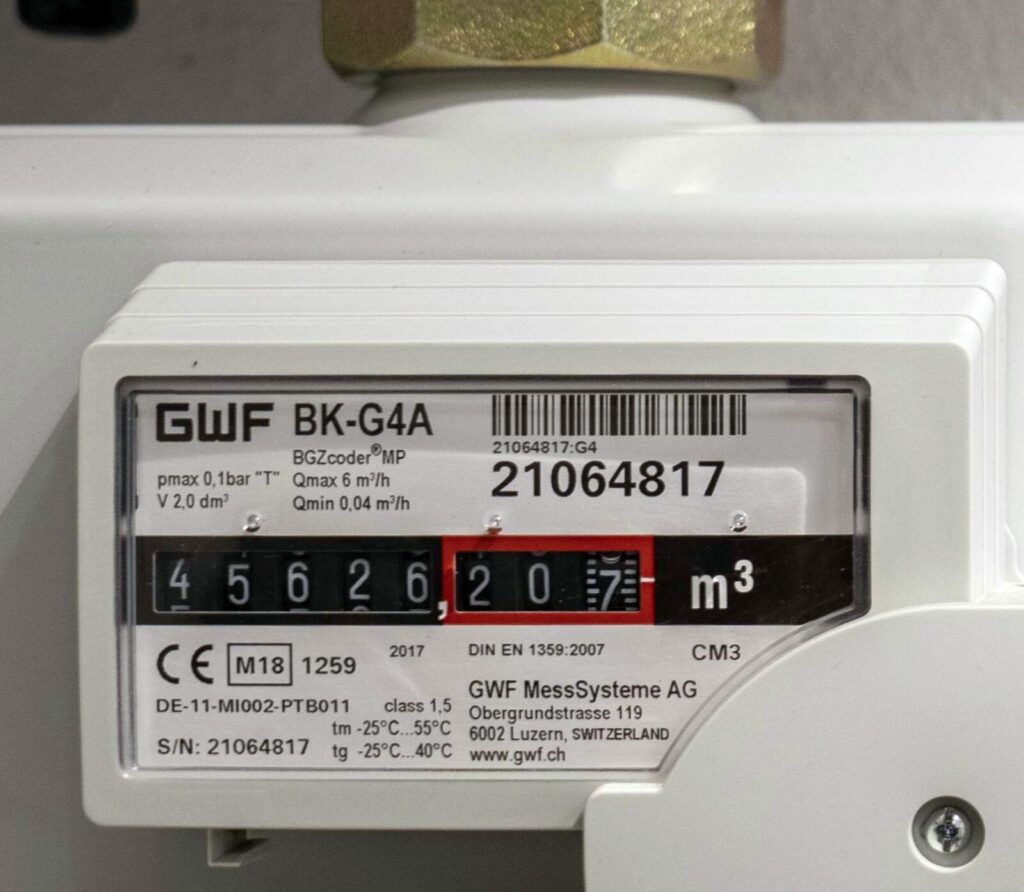 GWF BK-G4A
BGZcoder®MP
pmax 0,1bar "T" Qmax 6 m³/h
V 2,0 dm³ Qmin 0,04 m³/h
21064817:G4
21064817
45626,207 m³
CE M18 1259 2017 DIN EN 1359:2007 CM3
DE-11-MI002-PTB011 class 1,5
tm -25°C...55°C
S/N: 21064817 tg -25°C...40°C
GWF MessSysteme AG
Obergrundstrasse 119
6002 Luzern, SWITZERLAND
www.gwf.ch